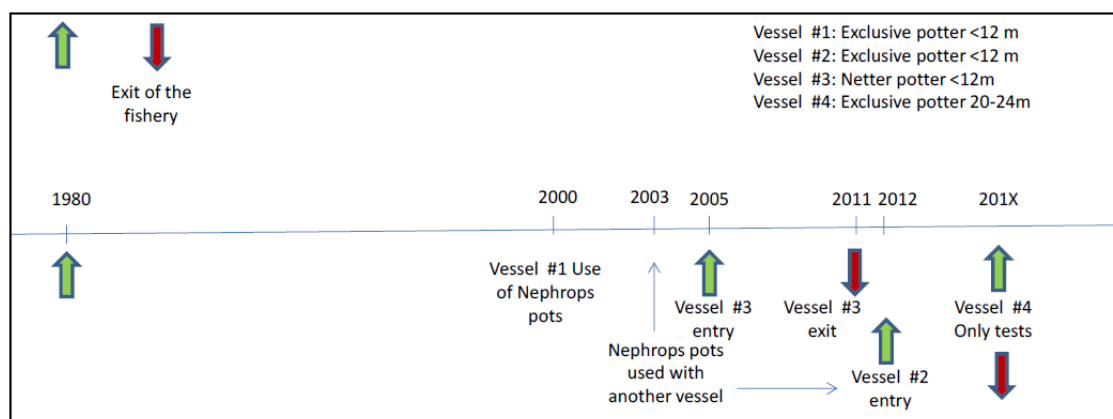 Vessel #1: Exclusive potter <12 m
Vessel #2: Exclusive potter <12 m
Vessel #3: Netter potter <12m
Vessel #4: Exclusive potter 20-24m
Exit of the
fishery
1980
2000
2003
2005
2011
2012
201X
Vessel #1 Use
of Nephrops
pots
Vessel #3
entry
Vessel #3
exit
Vessel #4
Only tests
Nephrops pots
used with
another vessel
Vessel #2
entry